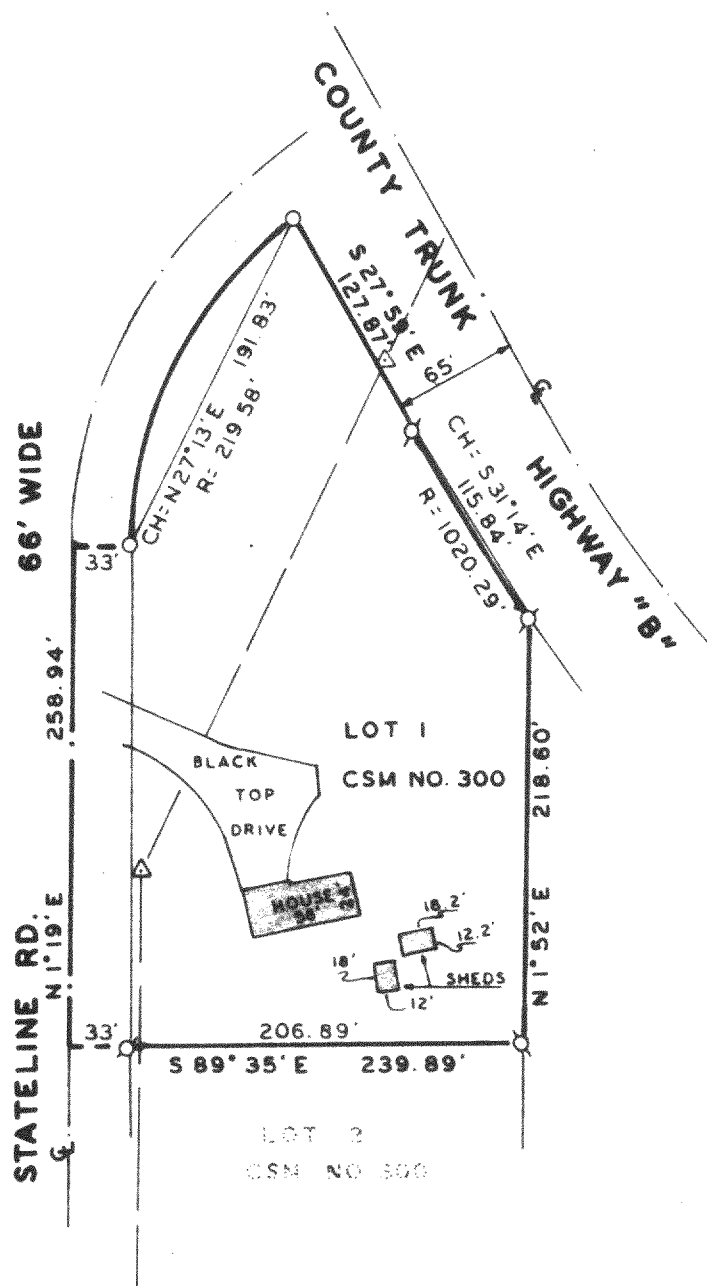 COUNTY TRUNK
HIGHWAY "B"
℄
S 27° 59' E
127.87'
65'
CH = N 27° 13' E 191.83'
R = 219.58'
CH = S 31° 14' E
115.84'
R = 1020.29'
66' WIDE
33'
258.94'
N 1° 19' E
STATELINE RD.
℄
LOT 1
CSM NO. 300
BLACK
TOP
DRIVE
218.60'
N 1° 52' E
HOUSE
18.2'
12.2'
18'
SHEDS
12'
33'
206.89'
S 89° 35' E 239.89'
LOT 2
CSM NO 300